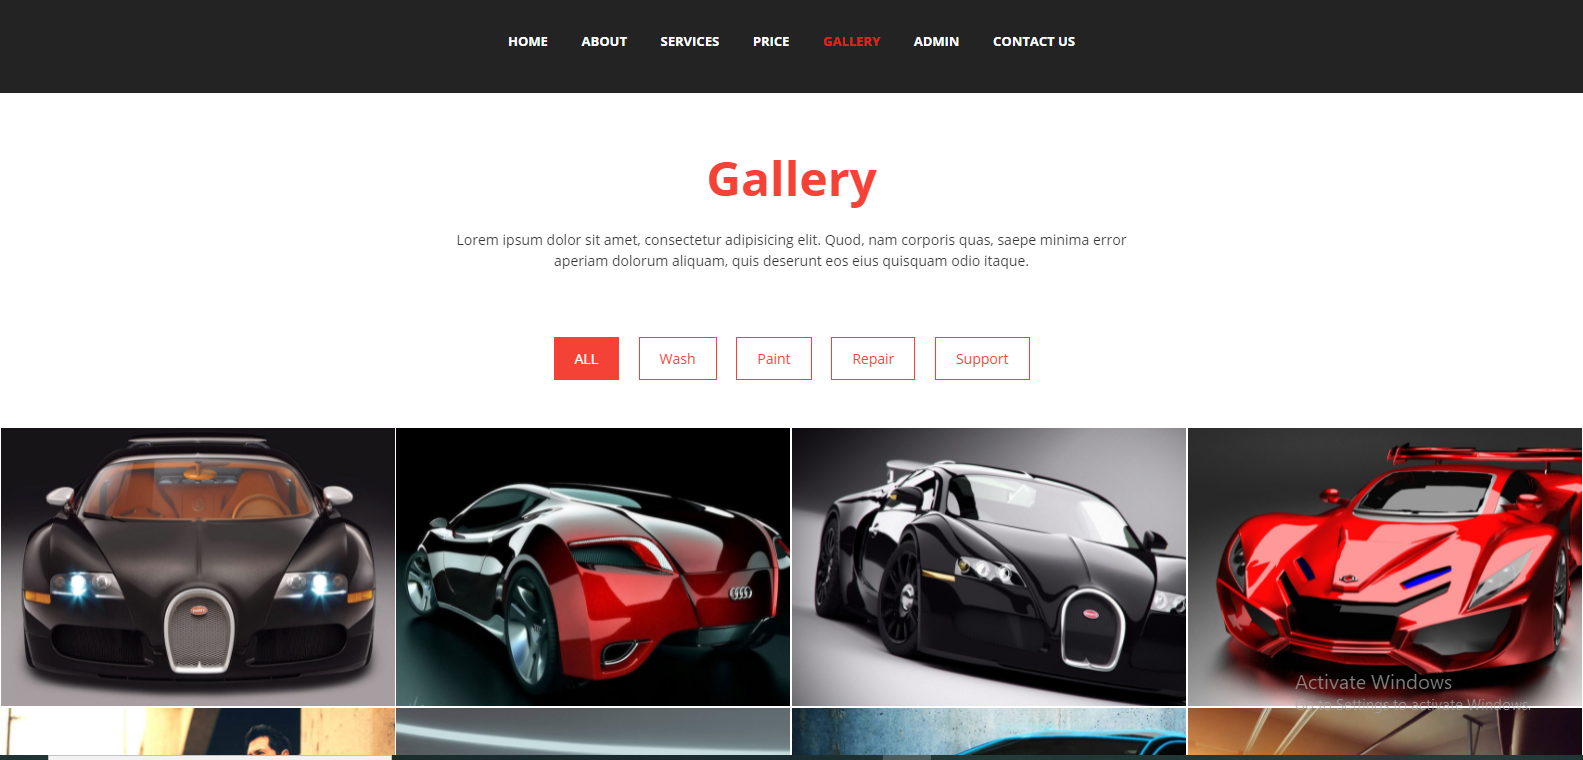 HOME ABOUT SERVICES PRICE GALLERY ADMIN CONTACT US
Gallery
Lorem ipsum dolor sit amet, consectetur adipisicing elit. Quod, nam corporis quas, saepe minima error
aperiam dolorum aliquam, quis deserunt eos eius quisquam odio itaque.
ALL Wash Paint Repair Support
Activate Windows
Go to Settings to activate Windows.